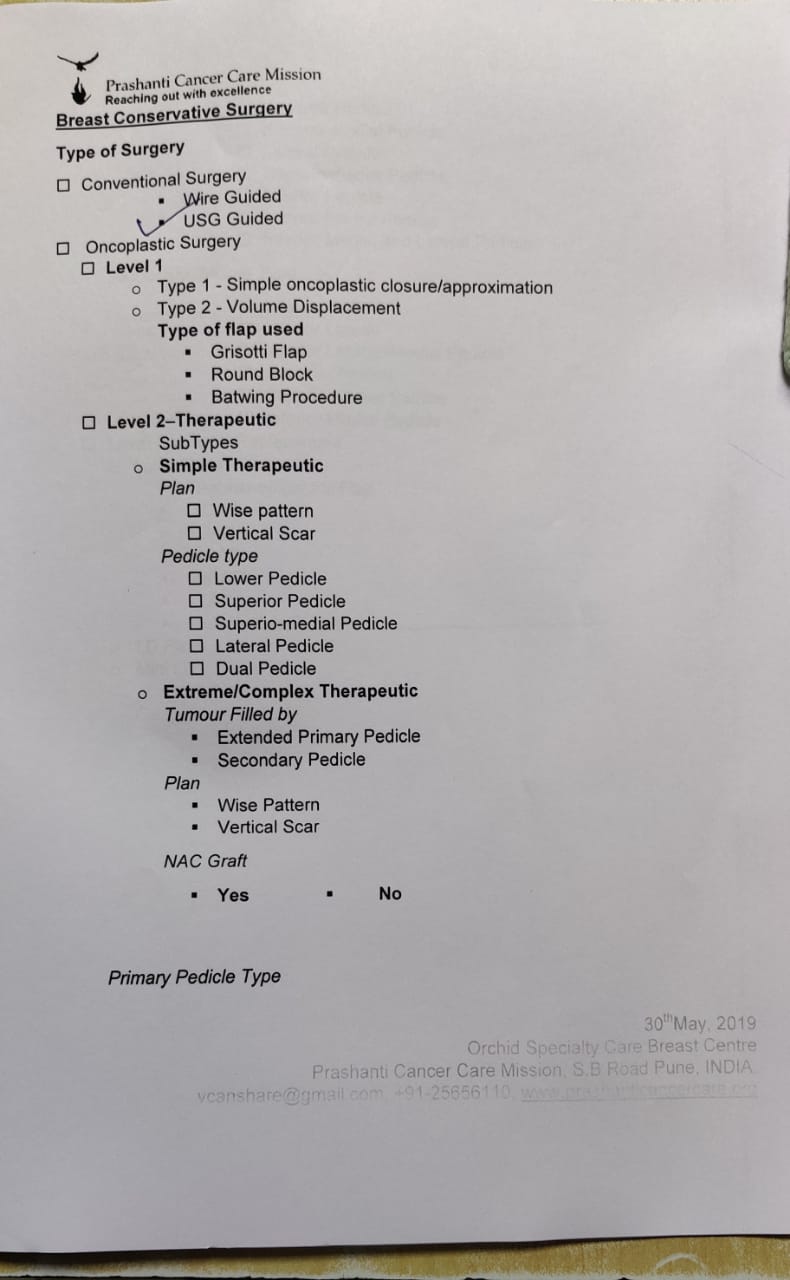 Prashanti Cancer Care Mission
Reaching out with excellence
Breast Conservative Surgery
Type of Surgery
☐ Conventional Surgery
▪ Wire Guided
▪ USG Guided
☐ Oncoplastic Surgery
☐ Level 1
o Type 1 - Simple oncoplastic closure/approximation
o Type 2 - Volume Displacement
Type of flap used
▪ Grisotti Flap
▪ Round Block
▪ Batwing Procedure
☐ Level 2–Therapeutic
SubTypes
o Simple Therapeutic
Plan
☐ Wise pattern
☐ Vertical Scar
Pedicle type
☐ Lower Pedicle
☐ Superior Pedicle
☐ Superio-medial Pedicle
☐ Lateral Pedicle
☐ Dual Pedicle
o Extreme/Complex Therapeutic
Tumour Filled by
▪ Extended Primary Pedicle
▪ Secondary Pedicle
Plan
▪ Wise Pattern
▪ Vertical Scar
NAC Graft
▪ Yes ▪ No
Primary Pedicle Type
30thMay, 2019
Orchid Specialty Care Breast Centre
Prashanti Cancer Care Mission, S.B Road Pune, INDIA.
vcanshare@gmail.com, +91-25656110, www.prashanticancercare.org